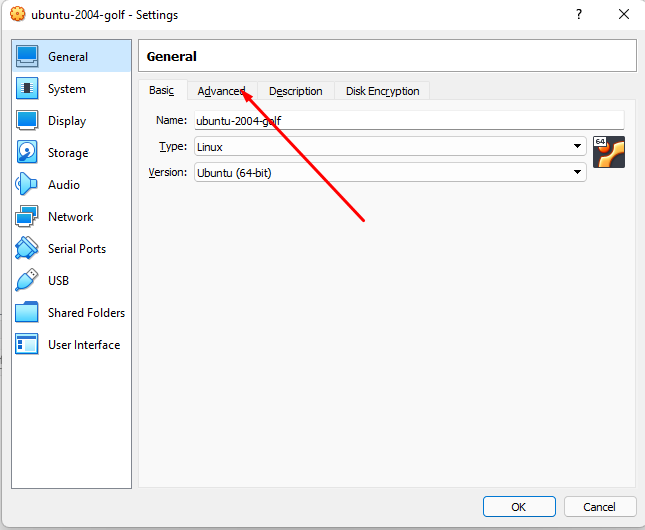 ubuntu-2004-golf - Settings
?
General
System
Display
Storage
Audio
Network
Serial Ports
USB
Shared Folders
User Interface
General
Basic Advanced Description Disk Encryption
Name: ubuntu-2004-golf
Type: Linux
64
Version: Ubuntu (64-bit)
OK Cancel